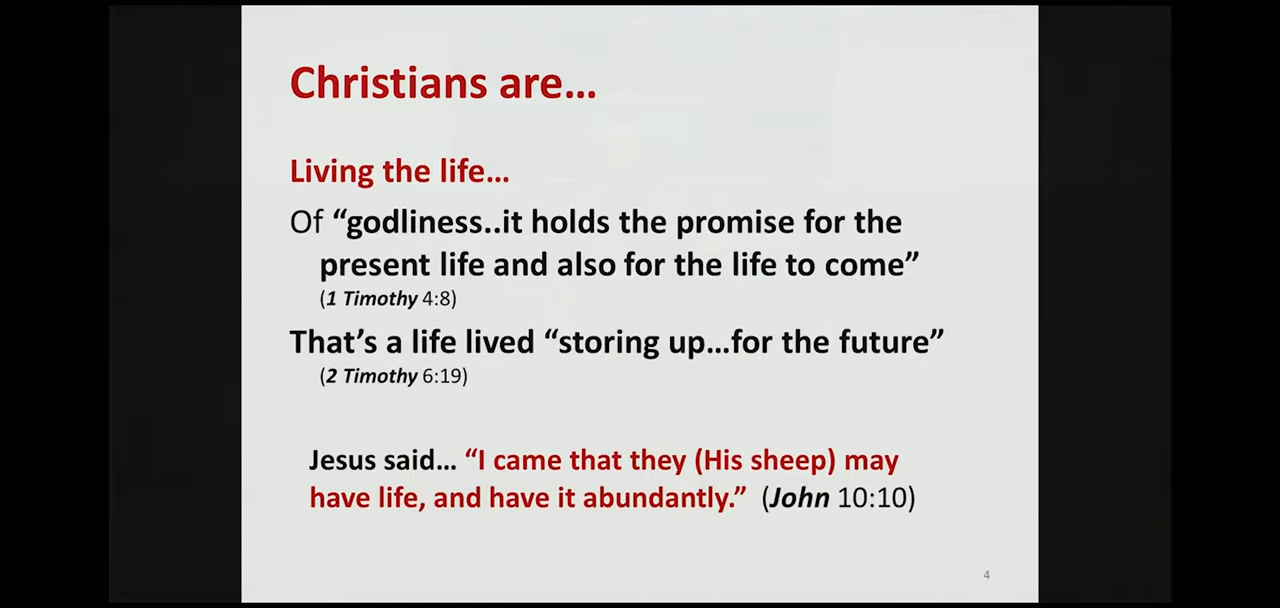 Christians are…
Living the life…
Of “godliness..it holds the promise for the
present life and also for the life to come”
(1 Timothy 4:8)
That’s a life lived “storing up…for the future”
(2 Timothy 6:19)
Jesus said… “I came that they (His sheep) may
have life, and have it abundantly.” (John 10:10)
4